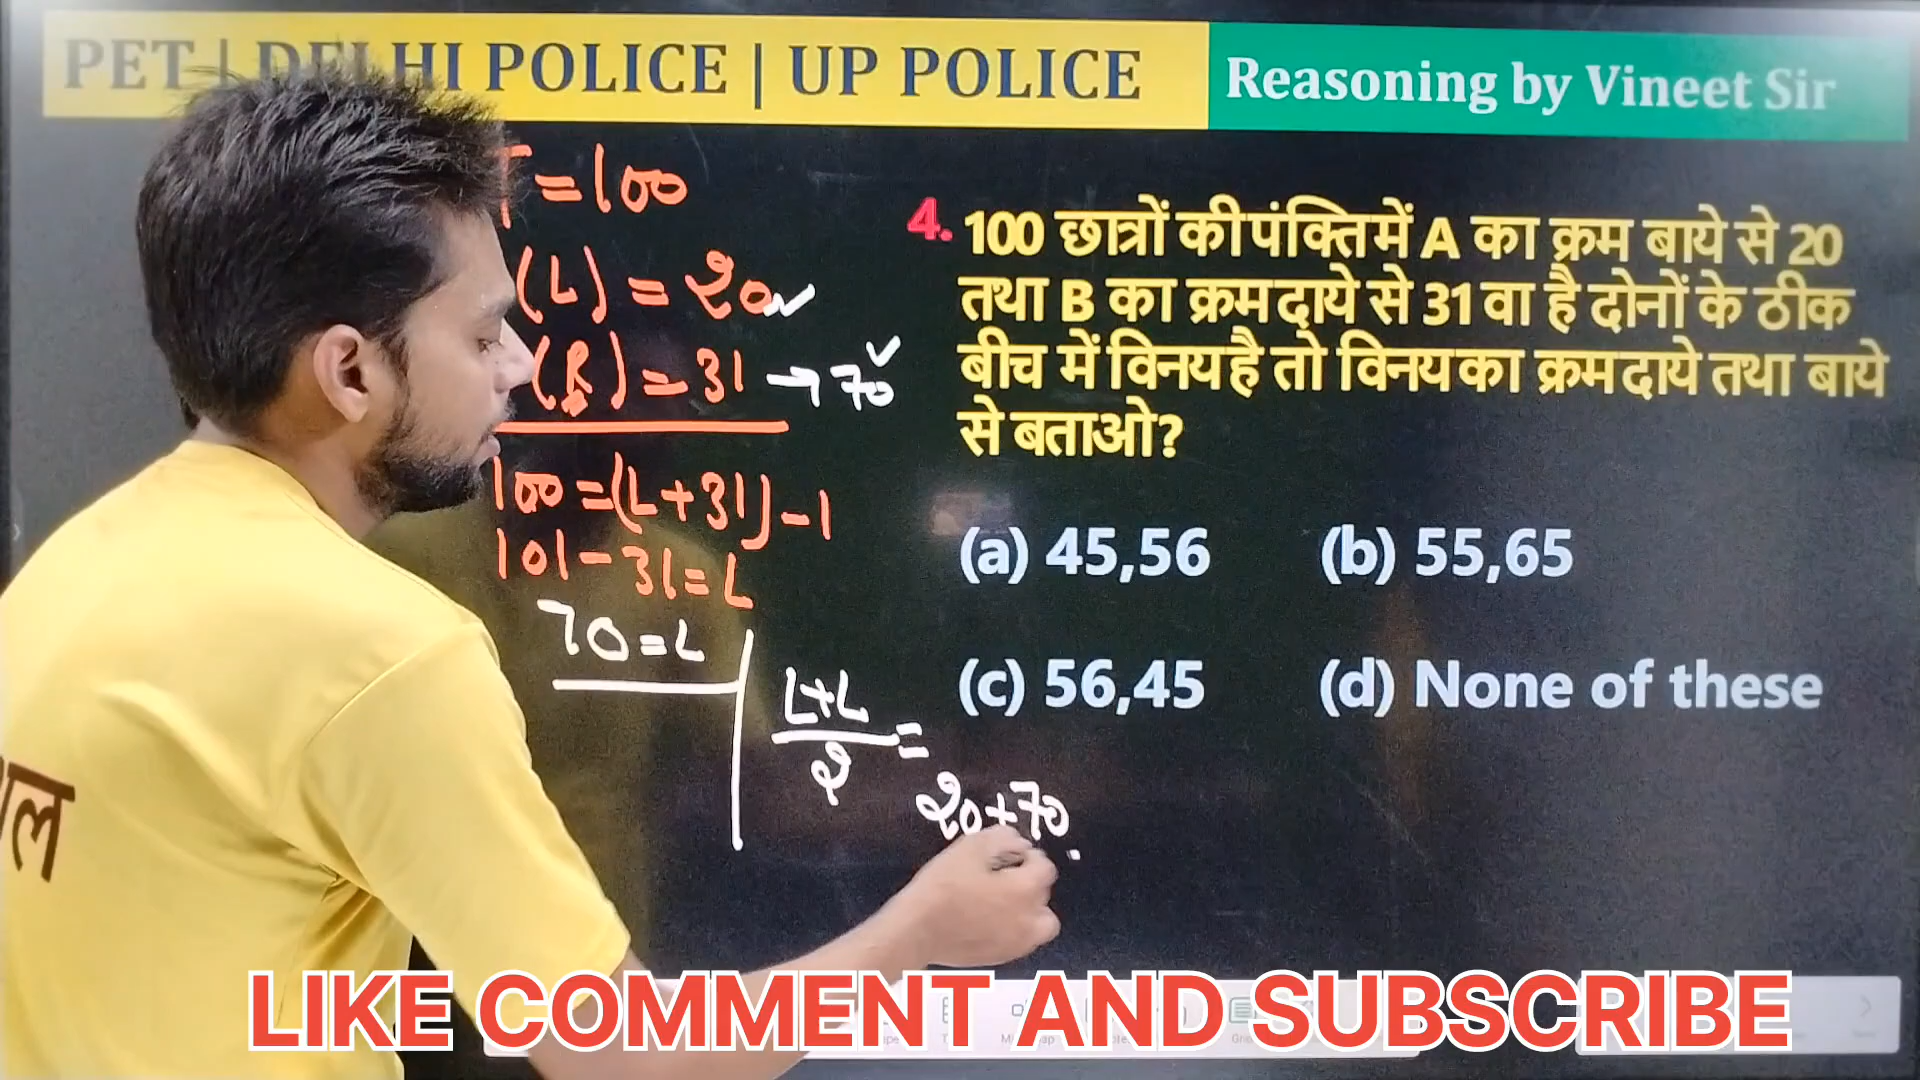 PET | DELHI POLICE | UP POLICE
Reasoning by Vineet Sir
T = 100
(L) = 20
(R) = 31 → 70
100 = (L + 31) - 1
101 - 31 = L
70 = L
L+L
2
=
20+70
4. 100 छात्रों की पंक्ति में A का क्रम बाये से 20
तथा B का क्रम दाये से 31 वा है दोनों के ठीक
बीच में विनय है तो विनय का क्रम दाये तथा बाये
से बताओ?
(a) 45,56 (b) 55,65
(c) 56,45 (d) None of these
LIKE COMMENT AND SUBSCRIBE